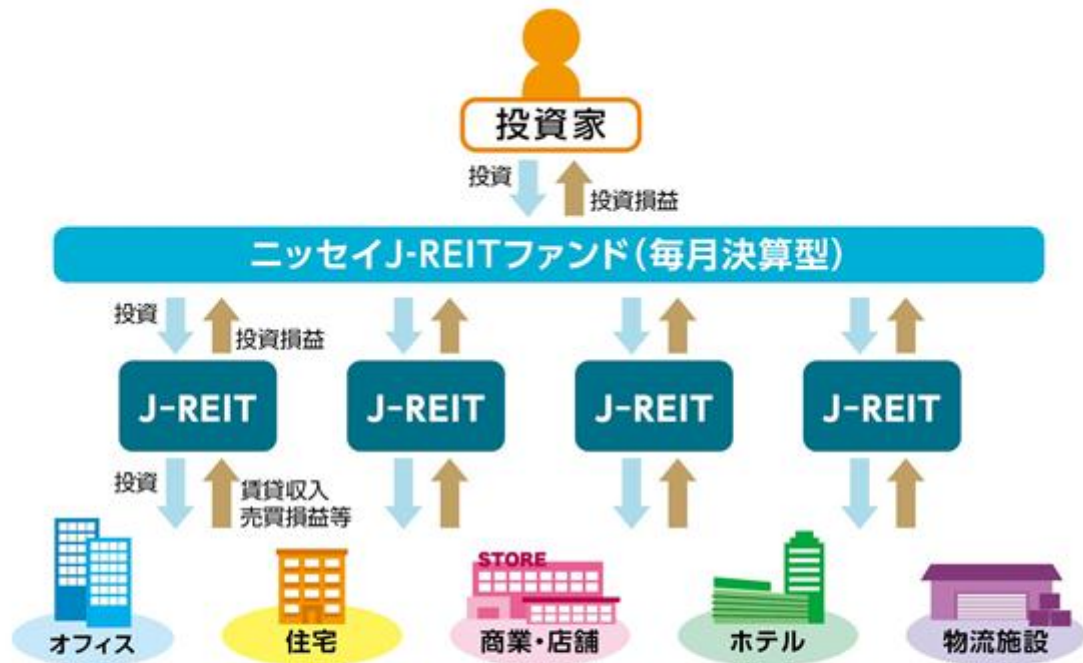 投資家
投資
投資損益
ニッセイJ-REITファンド(毎月決算型)
投資
投資損益
J-REIT
J-REIT
J-REIT
J-REIT
投資
賃貸収入
売買損益等
STORE
オフィス
住宅
商業・店舗
ホテル
物流施設